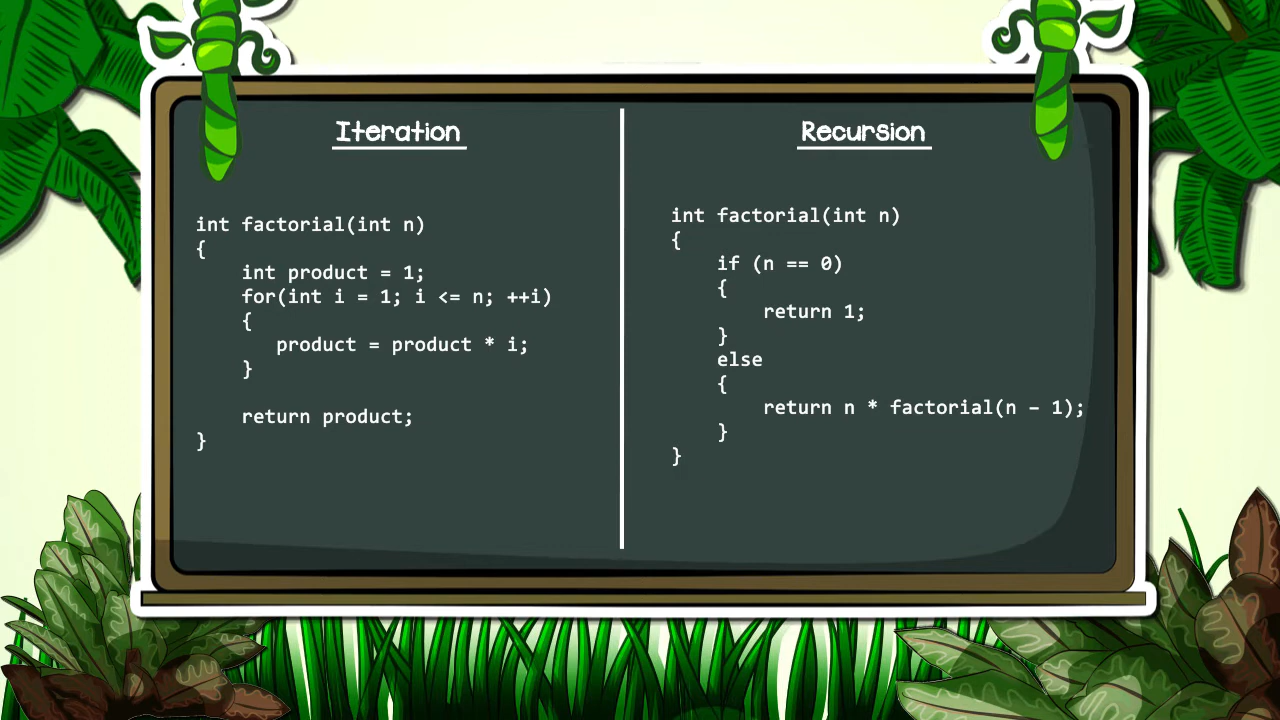 Iteration
int factorial(int n)
{
    int product = 1;
    for(int i = 1; i <= n; ++i)
    {
       product = product * i;
    }

    return product;
}
Recursion
int factorial(int n)
{
    if (n == 0)
    {
        return 1;
    }
    else
    {
        return n * factorial(n – 1);
    }
}